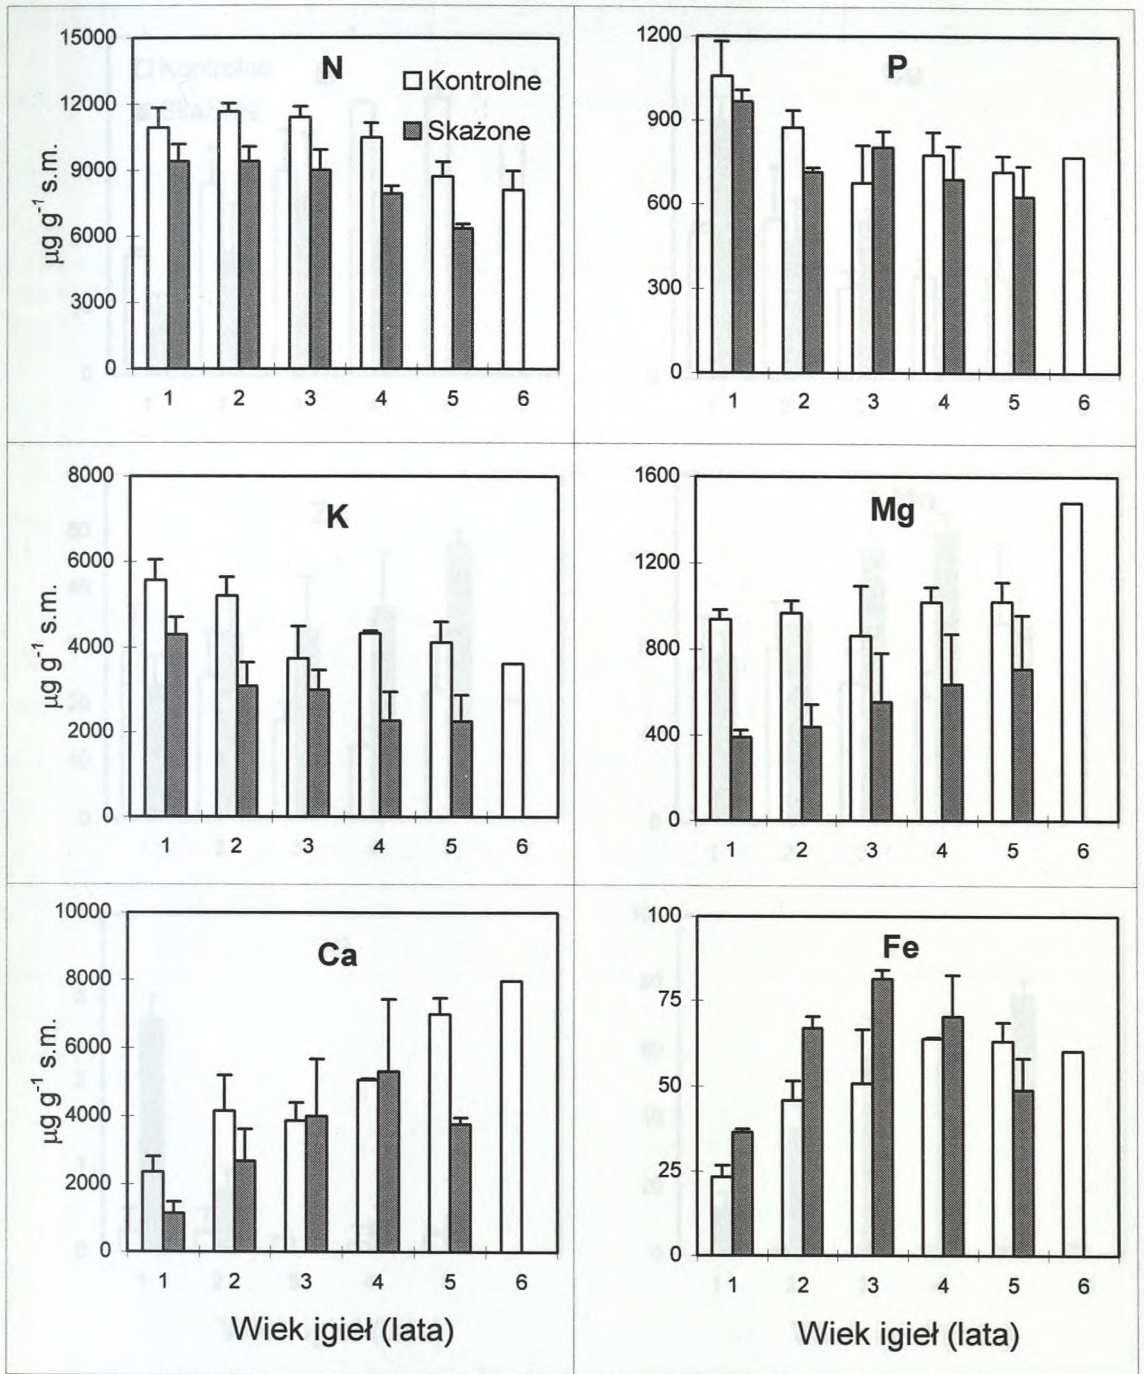 N
Kontrolne
Skażone
15000
12000
9000
6000
3000
0
µg g⁻¹ s.m.
1 2 3 4 5 6
P
1200
900
600
300
0
1 2 3 4 5 6
K
8000
6000
4000
2000
0
µg g⁻¹ s.m.
1 2 3 4 5 6
Mg
1600
1200
800
400
0
1 2 3 4 5 6
Ca
10000
8000
6000
4000
2000
0
µg g⁻¹ s.m.
1 2 3 4 5 6
Wiek igieł (lata)
Fe
100
75
50
25
0
1 2 3 4 5 6
Wiek igieł (lata)